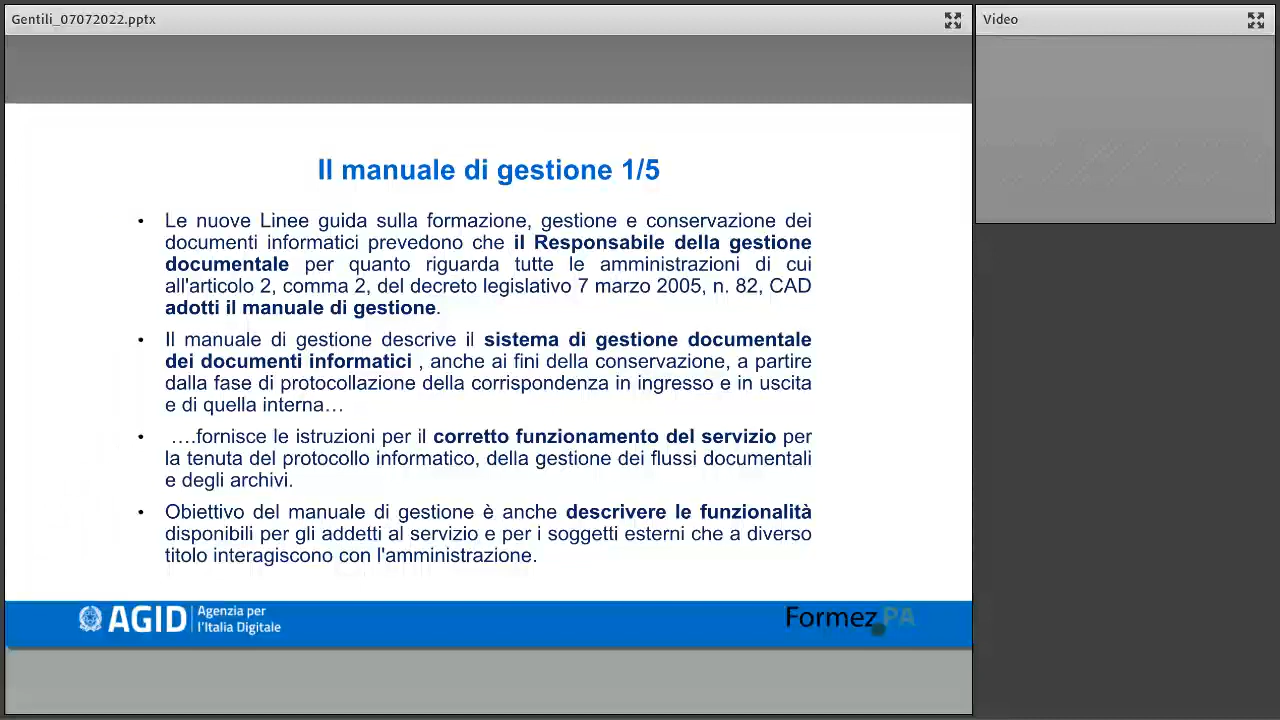 Gentili_07072022.pptx
Video
Il manuale di gestione 1/5
• Le nuove Linee guida sulla formazione, gestione e conservazione dei
documenti informatici prevedono che il Responsabile della gestione
documentale per quanto riguarda tutte le amministrazioni di cui
all'articolo 2, comma 2, del decreto legislativo 7 marzo 2005, n. 82, CAD
adotti il manuale di gestione.
• Il manuale di gestione descrive il sistema di gestione documentale
dei documenti informatici , anche ai fini della conservazione, a partire
dalla fase di protocollazione della corrispondenza in ingresso e in uscita
e di quella interna…
• ….fornisce le istruzioni per il corretto funzionamento del servizio per
la tenuta del protocollo informatico, della gestione dei flussi documentali
e degli archivi.
• Obiettivo del manuale di gestione è anche descrivere le funzionalità
disponibili per gli addetti al servizio e per i soggetti esterni che a diverso
titolo interagiscono con l'amministrazione.
AGID Agenzia per
l'Italia Digitale
Formez PA